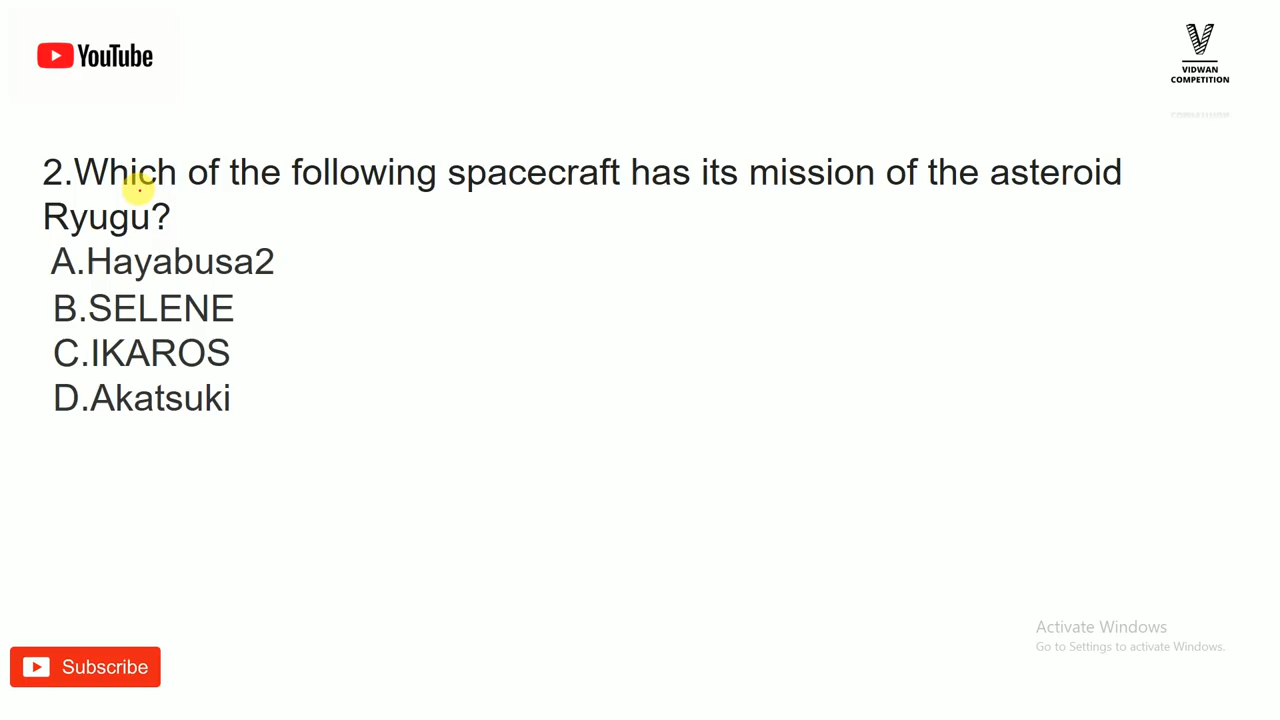 YouTube
VIDWAN
COMPETITION
2.Which of the following spacecraft has its mission of the asteroid
Ryugu?
A.Hayabusa2
B.SELENE
C.IKAROS
D.Akatsuki
Activate Windows
Go to Settings to activate Windows.
Subscribe